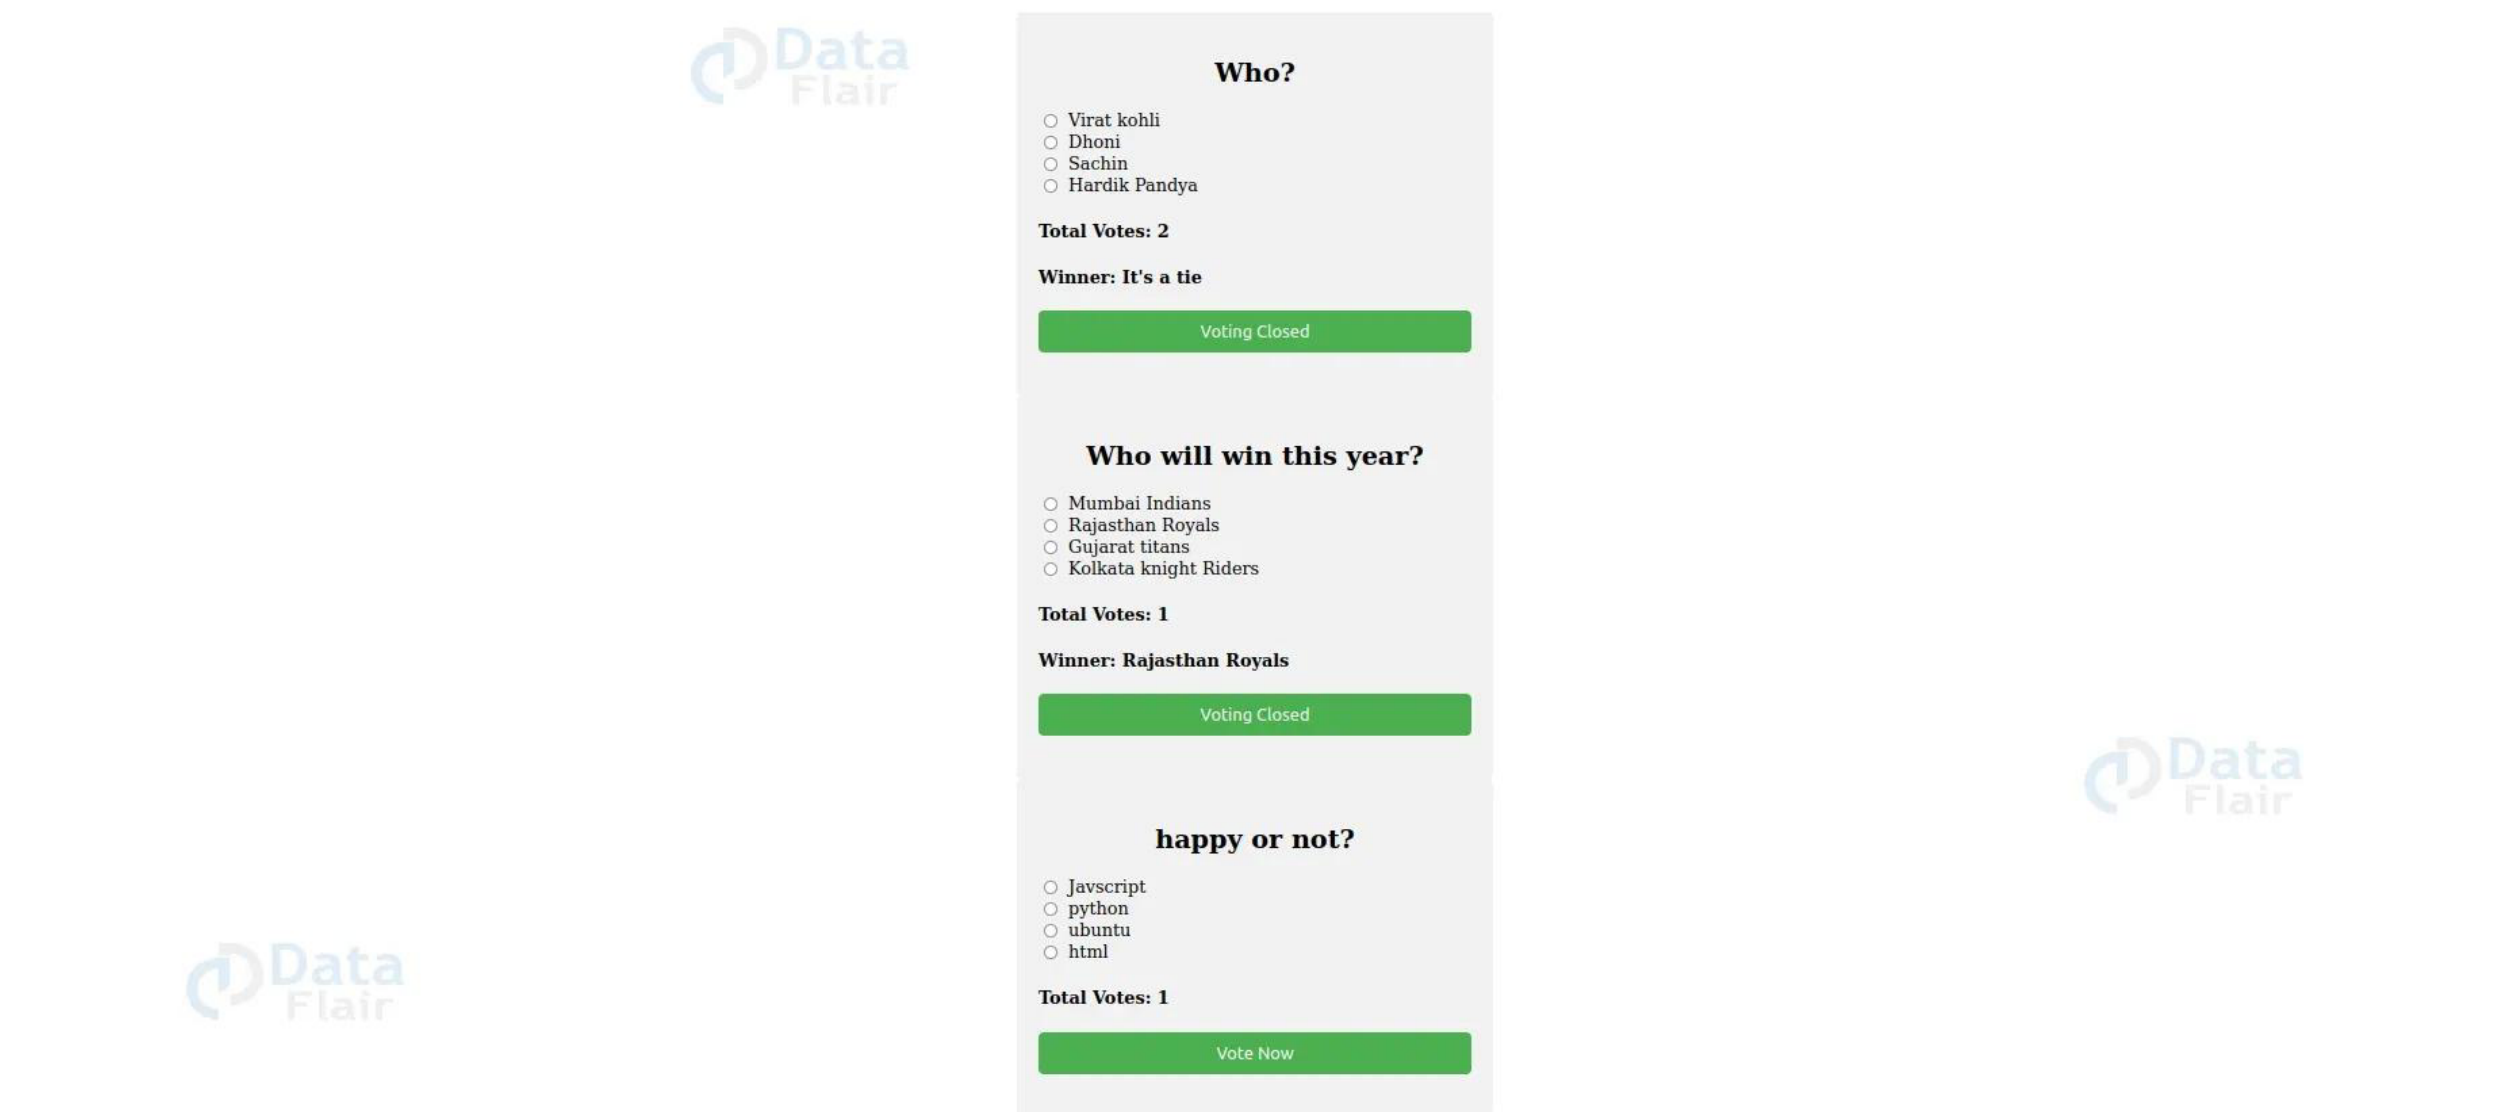 Data
Flair
Who?
Virat kohli
Dhoni
Sachin
Hardik Pandya
Total Votes: 2
Winner: It's a tie
Voting Closed
Who will win this year?
Mumbai Indians
Rajasthan Royals
Gujarat titans
Kolkata knight Riders
Total Votes: 1
Winner: Rajasthan Royals
Voting Closed
Data
Flair
happy or not?
Javscript
python
ubuntu
html
Data
Flair
Total Votes: 1
Vote Now